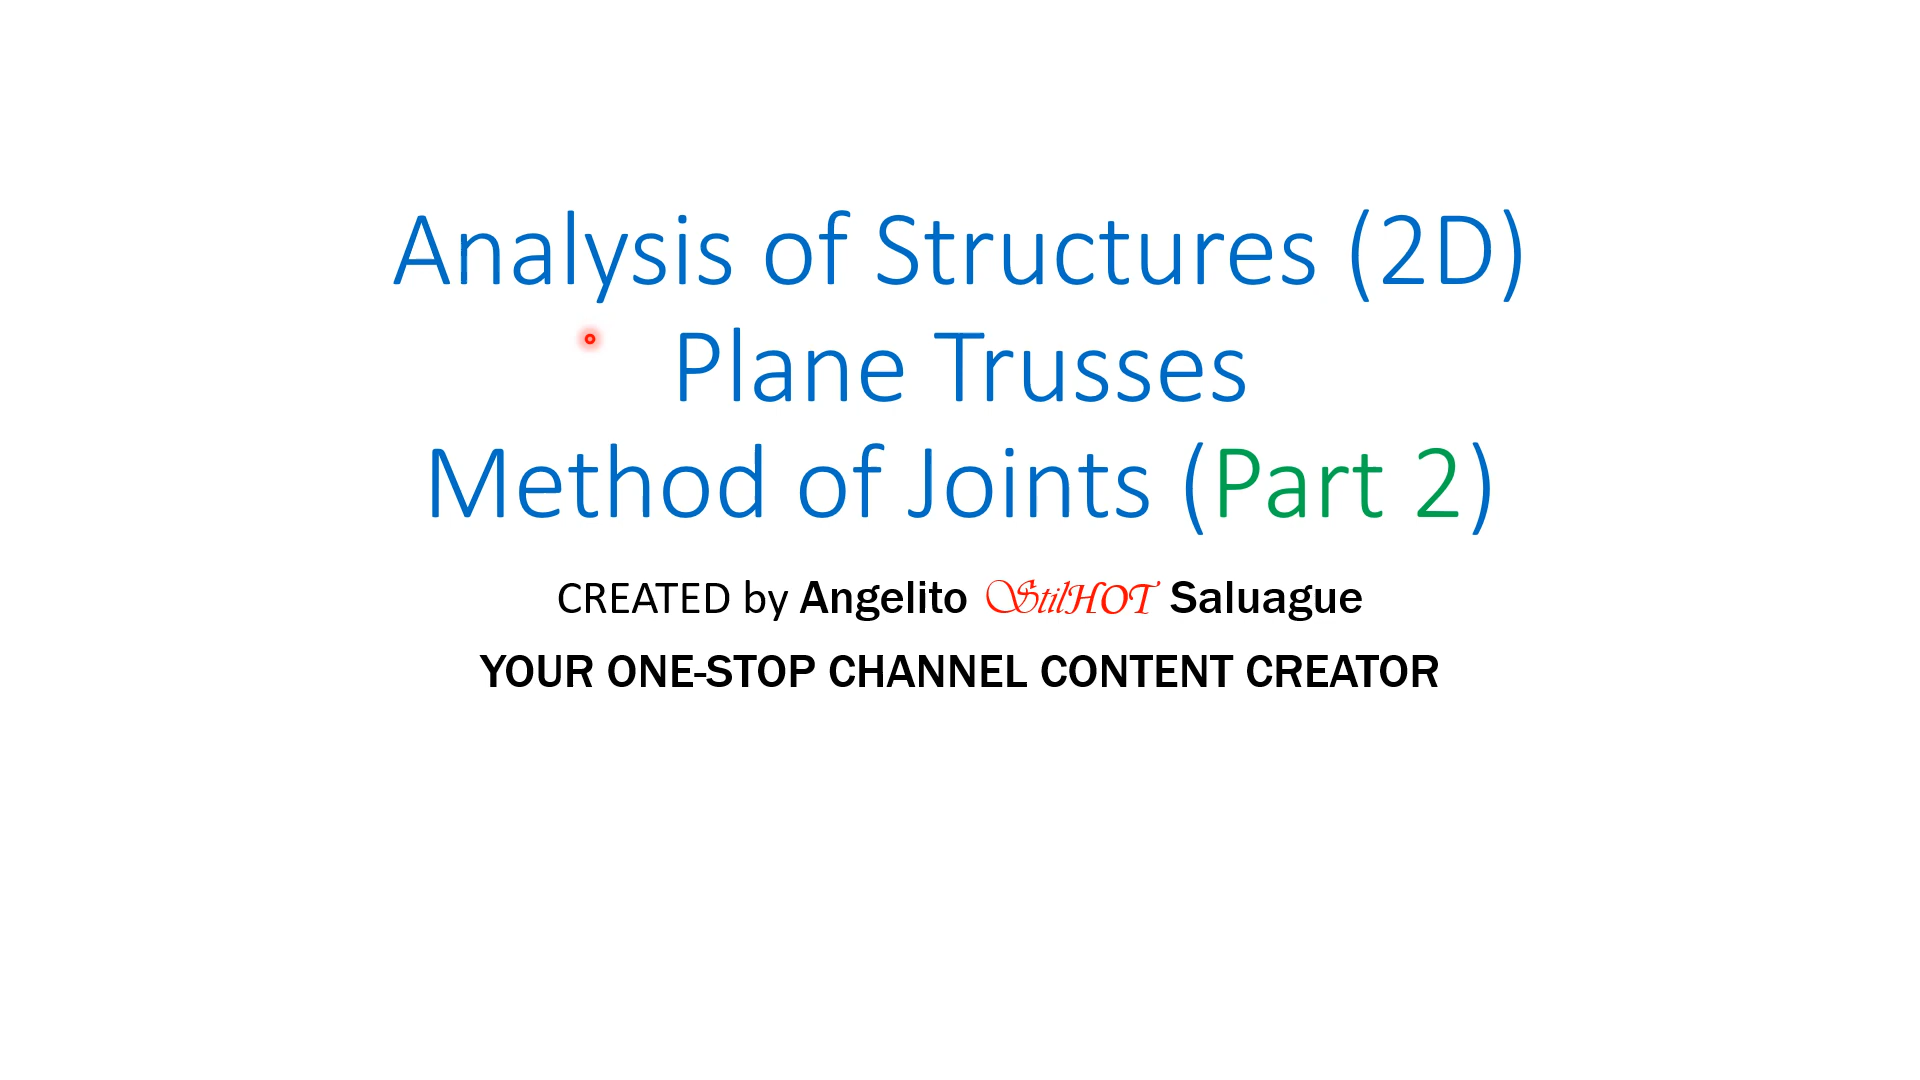 Analysis of Structures (2D)
Plane Trusses
Method of Joints (Part 2)
CREATED by Angelito StilHOT Saluague
YOUR ONE-STOP CHANNEL CONTENT CREATOR